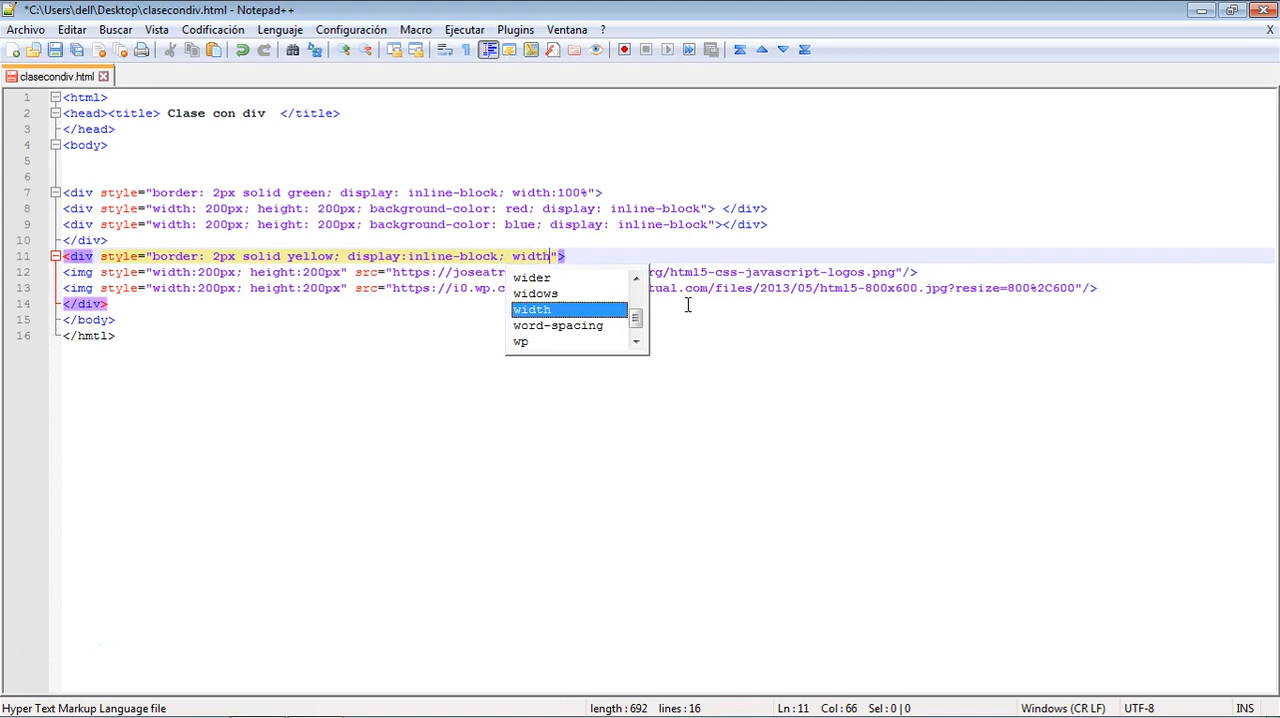 *C:\Users\dell\Desktop\clasecondiv.html - Notepad++
Archivo Editar Buscar Vista Codificación Lenguaje Configuración Macro Ejecutar Plugins Ventana ? X
clasecondiv.html
1 <html>
2 <head><title> Clase con div </title>
3 </head>
4 <body>
5
6
7 <div style="border: 2px solid green; display: inline-block; width:100%">
8 <div style="width: 200px; height: 200px; background-color: red; display: inline-block"> </div>
9 <div style="width: 200px; height: 200px; background-color: blue; display: inline-block"></div>
10 </div>
11 <div style="border: 2px solid yellow; display:inline-block; width">
12 <img style="width:200px; height:200px" src="https://joseatr rg/html5-css-javascript-logos.png"/>
wider
13 <img style="width:200px; height:200px" src="https://i0.wp.c tual.com/files/2013/05/html5-800x600.jpg?resize=800%2C600"/>
widows
14 </div>
width
15 </body>
word-spacing
16 </hmtl>
wp
Hyper Text Markup Language file length : 692 lines : 16 Ln : 11 Col : 66 Sel : 0 | 0 Windows (CR LF) UTF-8 INS